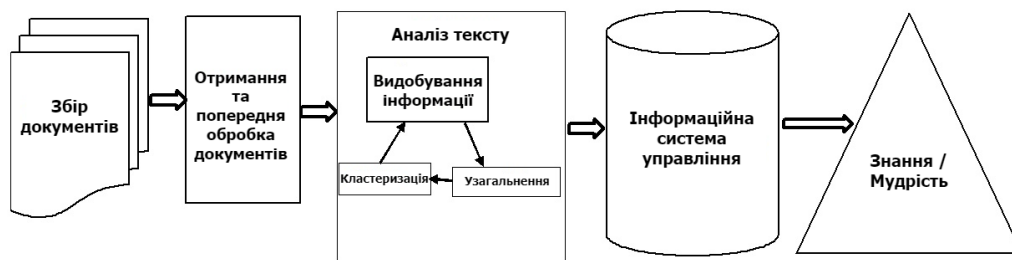 Збір
документів
Отримання
та
попередня
обробка
документів
Аналіз тексту
Видобування
інформації
Кластеризація
Узагальнення
Інформаційна
система
управління
Знання /
Мудрість